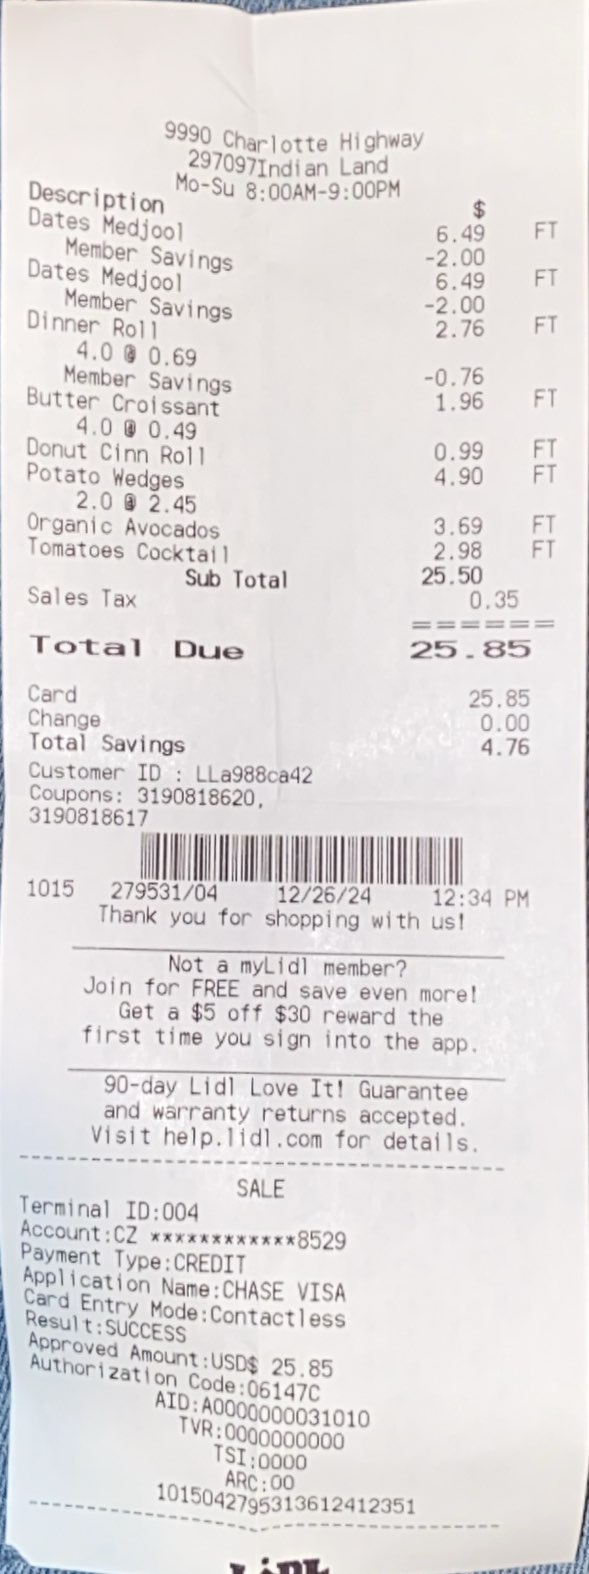 9990 Charlotte Highway
297097Indian Land
Mo-Su 8:00AM-9:00PM
Description $
Dates Medjool 6.49 FT
Member Savings -2.00
Dates Medjool 6.49 FT
Member Savings -2.00
Dinner Roll 2.76 FT
4.0 @ 0.69
Member Savings -0.76
Butter Croissant 1.96 FT
4.0 @ 0.49
Donut Cinn Roll 0.99 FT
Potato Wedges 4.90 FT
2.0 @ 2.45
Organic Avocados 3.69 FT
Tomatoes Cocktail 2.98 FT
Sub Total 25.50
Sales Tax 0.35
======
Total Due 25.85
Card 25.85
Change 0.00
Total Savings 4.76
Customer ID : LLa988ca42
Coupons: 3190818620,
3190818617
1015 279531/04 12/26/24 12:34 PM
Thank you for shopping with us!
Not a myLidl member?
Join for FREE and save even more!
Get a $5 off $30 reward the
first time you sign into the app.
90-day Lidl Love It! Guarantee
and warranty returns accepted.
Visit help.lidl.com for details.
SALE
Terminal ID:004
Account:CZ ************8529
Payment Type:CREDIT
Application Name:CHASE VISA
Card Entry Mode:Contactless
Result:SUCCESS
Approved Amount:USD$ 25.85
Authorization Code:06147C
AID:A0000000031010
TVR:0000000000
TSI:0000
ARC:00
1015042795313612412351
LiDL